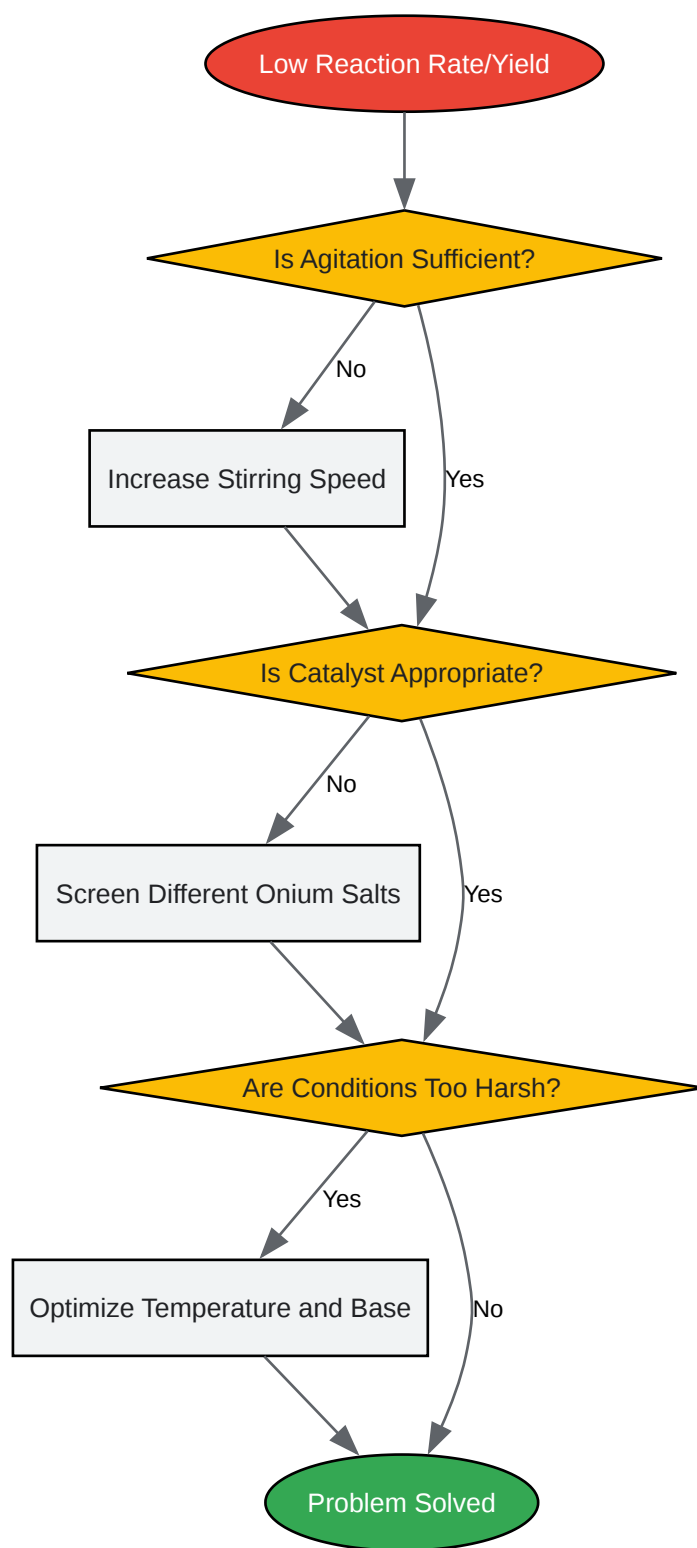 Low Reaction Rate/Yield
Is Agitation Sufficient?
No
Increase Stirring Speed
Yes
Is Catalyst Appropriate?
No
Screen Different Onium Salts
Yes
Are Conditions Too Harsh?
Yes
Optimize Temperature and Base
No
Problem Solved